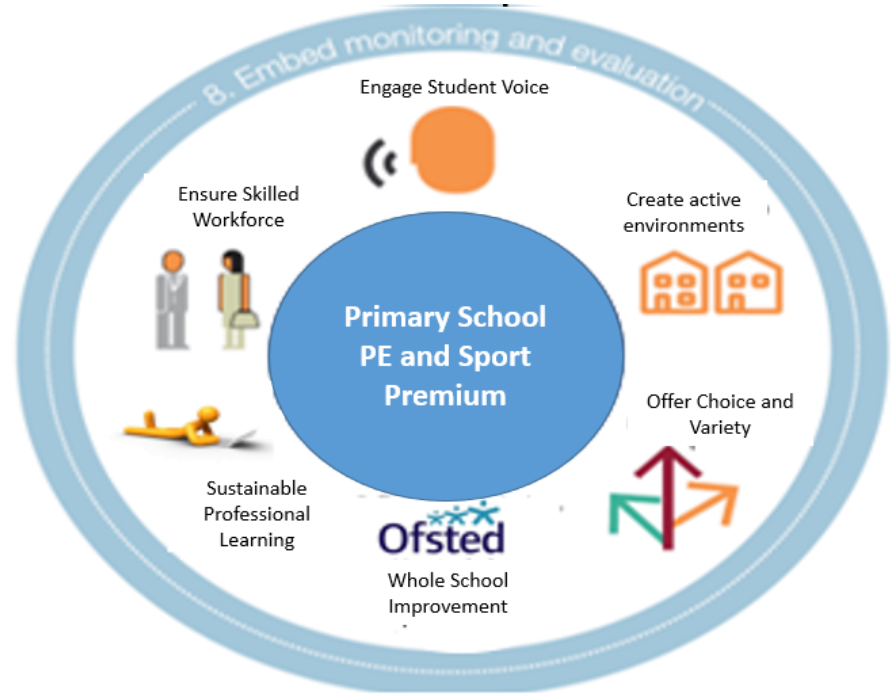 8. Embed monitoring and evaluation
Engage Student Voice
Ensure Skilled
Workforce
Create active
environments
Primary School
PE and Sport
Premium
Offer Choice and
Variety
Sustainable
Professional
Learning
Ofsted
Whole School
Improvement